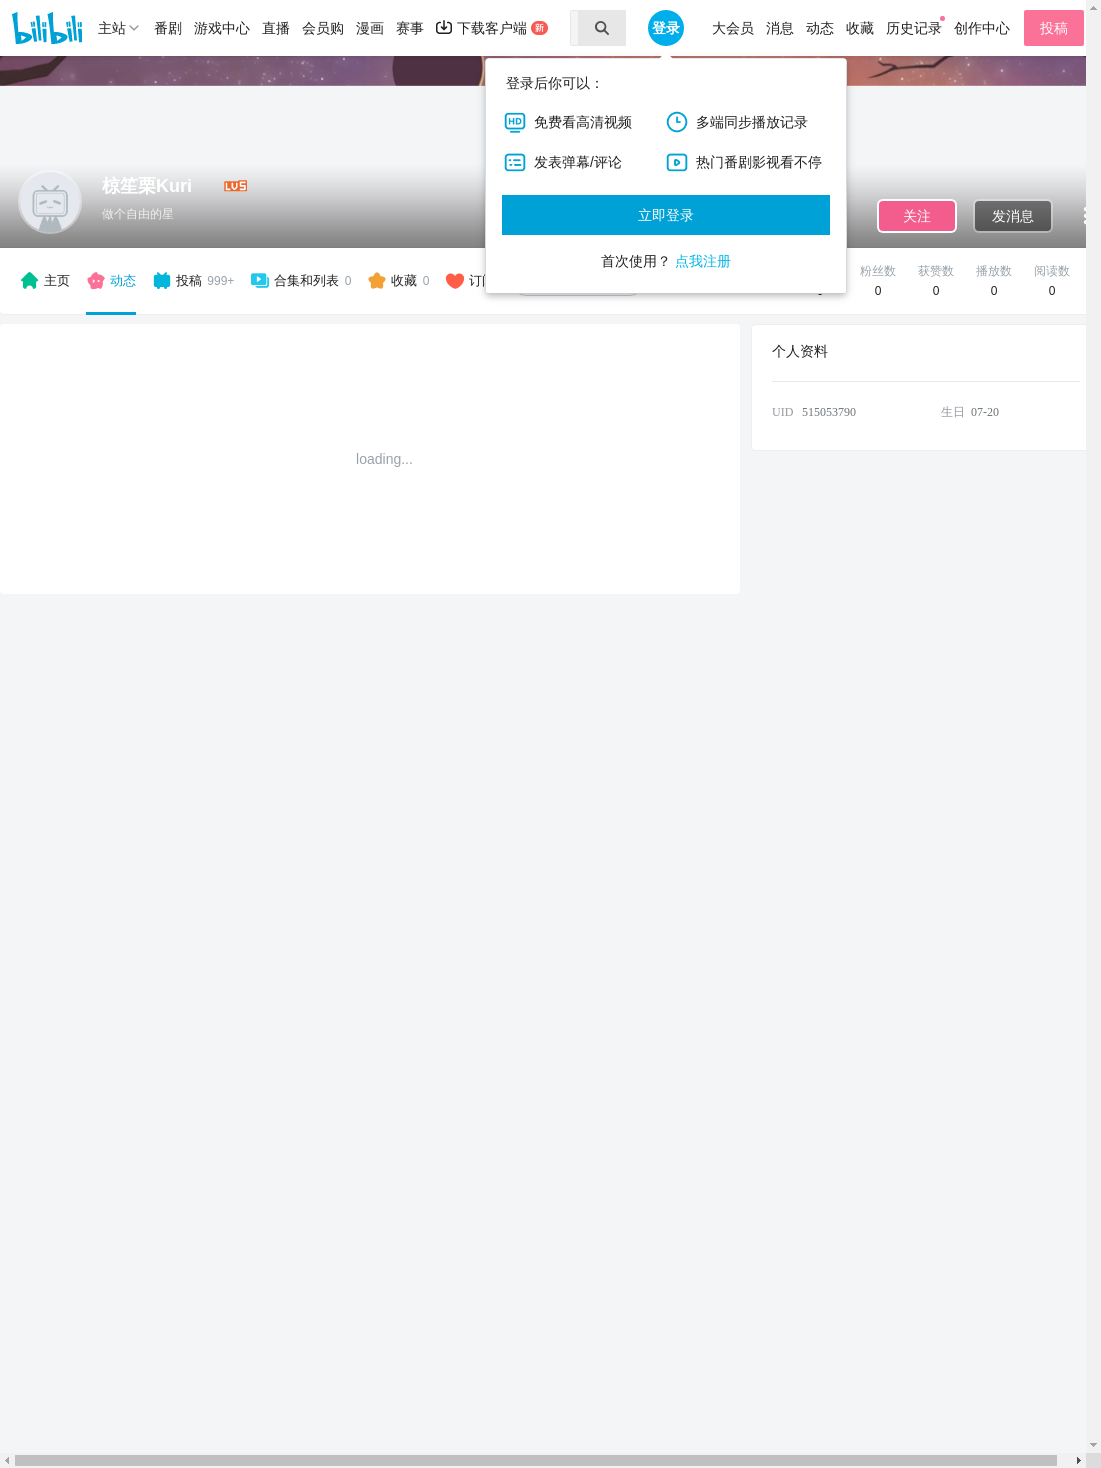 bilibili 主站 番剧 游戏中心 直播 会员购 漫画 赛事 下载客户端 新 登录 大会员 消息 动态 收藏 历史记录 创作中心 投稿
登录后你可以：
HD 免费看高清视频 多端同步播放记录
发表弹幕/评论 热门番剧影视看不停
立即登录
首次使用？ 点我注册
椋笙栗Kuri LV5
做个自由的星
关注 发消息
主页 动态 投稿 999+ 合集和列表 0 收藏 0
粉丝数 获赞数 播放数 阅读数
0 0 0 0
loading...
个人资料
UID 515053790 生日 07-20